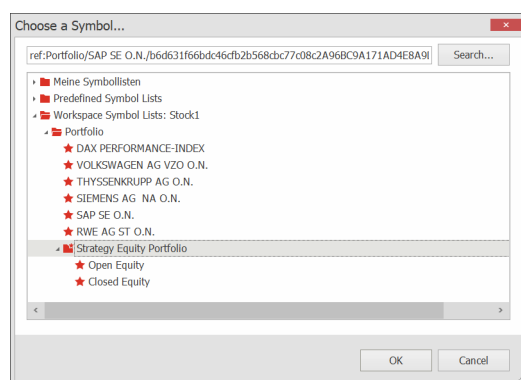 Choose a Symbol...
ref:Portfolio/SAP SE O.N./b6d631f66bdc46cfb2b568cbc77c08c2A96BC9A171AD4E8A9
Search...
Meine Symbollisten
Predefined Symbol Lists
Workspace Symbol Lists: Stock1
Portfolio
DAX PERFORMANCE-INDEX
VOLKSWAGEN AG VZO O.N.
THYSSENKRUPP AG O.N.
SIEMENS AG  NA O.N.
SAP SE O.N.
RWE AG ST O.N.
Strategy Equity Portfolio
Open Equity
Closed Equity
OK
Cancel